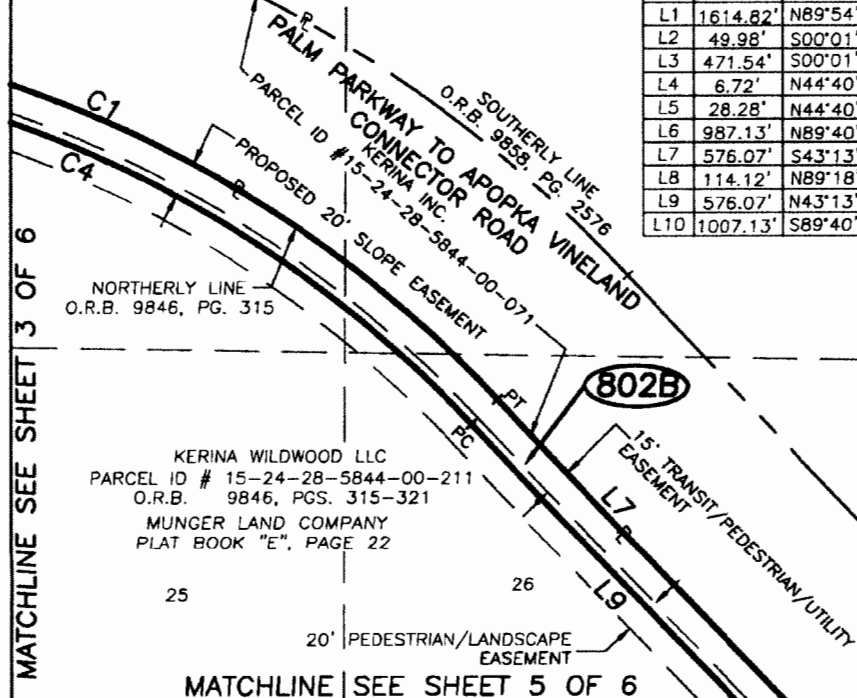 L1 1614.82' N89°54'
L2 49.98' S00°01'
L3 471.54' S00°01'
L4 6.72' N44°40'
L5 28.28' N44°40'
L6 987.13' N89°40'
L7 576.07' S43°13'
L8 114.12' N89°18'
L9 576.07' N43°13'
L10 1007.13' S89°40'
SOUTHERLY LINE
O.R.B. 9858, PG. 2576
PALM PARKWAY TO APOPKA VINELAND
CONNECTOR ROAD
KERINA INC.
PARCEL ID #15-24-28-5844-00-071
C1
PROPOSED 20' SLOPE EASEMENT
C4
NORTHERLY LINE
O.R.B. 9846, PG. 315
MATCHLINE SEE SHEET 3 OF 6
802B
PT
PC
15' TRANSIT/PEDESTRIAN/UTILITY
EASEMENT
L7
L9
KERINA WILDWOOD LLC
PARCEL ID # 15-24-28-5844-00-211
O.R.B. 9846, PGS. 315-321
MUNGER LAND COMPANY
PLAT BOOK "E", PAGE 22
25
26
20' PEDESTRIAN/LANDSCAPE
EASEMENT
MATCHLINE SEE SHEET 5 OF 6